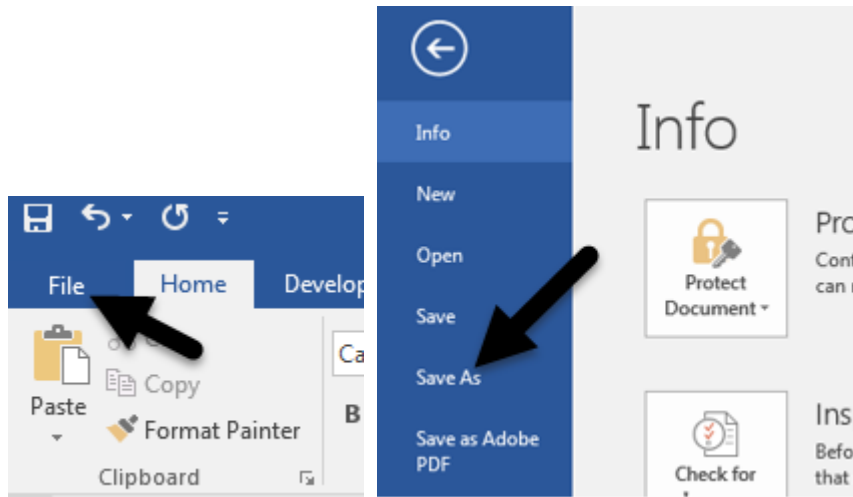 File Home Develop
Paste
Copy
Format Painter
Clipboard
Ca
B
Info
New
Open
Save
Save As
Save as Adobe
PDF
Info
Protect
Document
Pro
Cont
can
Check for
Ins
Befo
that